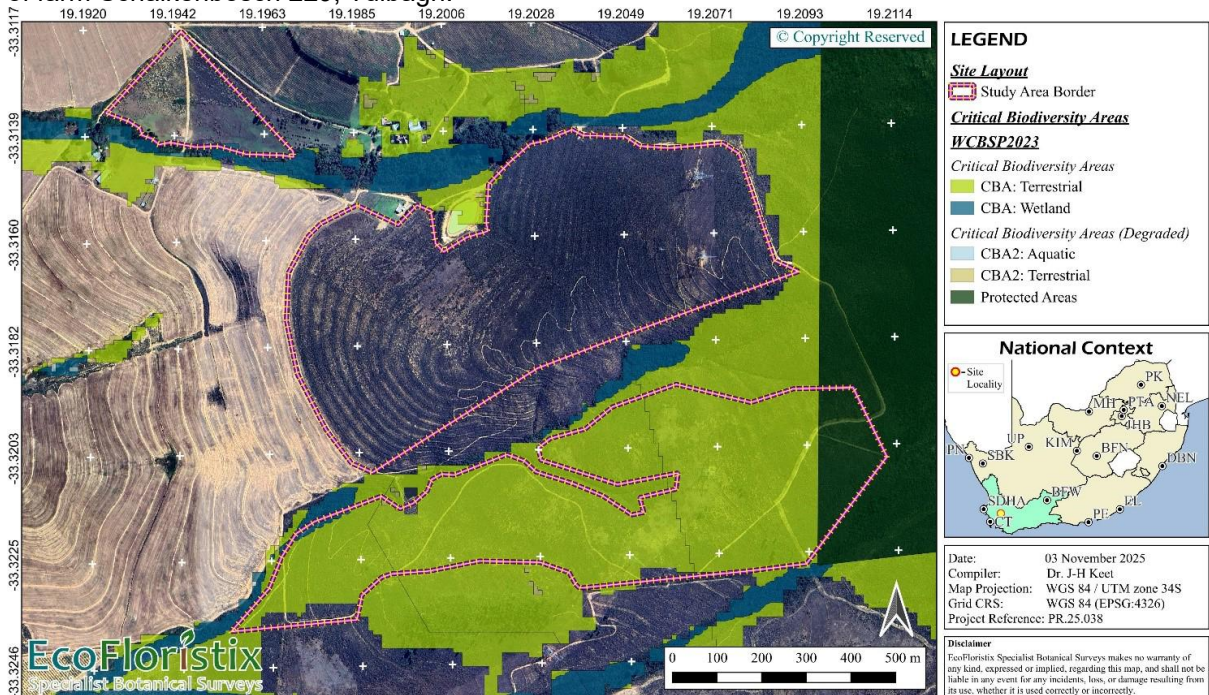 19.1920 19.1942 19.1963 19.1985 19.2006 19.2028 19.2049 19.2071 19.2093 19.2114
-33.3117
-33.3139
-33.3160
-33.3182
-33.3203
-33.3225
-33.3246
© Copyright Reserved
EcoFloristix
Specialist Botanical Surveys
0 100 200 300 400 500 m
LEGEND
Site Layout
Study Area Border
Critical Biodiversity Areas
WCBSP2023
Critical Biodiversity Areas
CBA: Terrestrial
CBA: Wetland
Critical Biodiversity Areas (Degraded)
CBA2: Aquatic
CBA2: Terrestrial
Protected Areas
National Context
Site
Locality
PK
MH PTA NEL
JHB
UP KIM BFN
PN SBK DBN
SDHA BFW EL
CT PE
Date: 03 November 2025
Compiler: Dr. J-H Keet
Map Projection: WGS 84 / UTM zone 34S
Grid CRS: WGS 84 (EPSG:4326)
Project Reference: PR.25.038
Disclaimer
EcoFloristix Specialist Botanical Surveys makes no warranty of
any kind, expressed or implied, regarding this map, and shall not be
liable in any event for any incidents, loss, or damage resulting from
its use, whether it is used correctly or incorrectly.